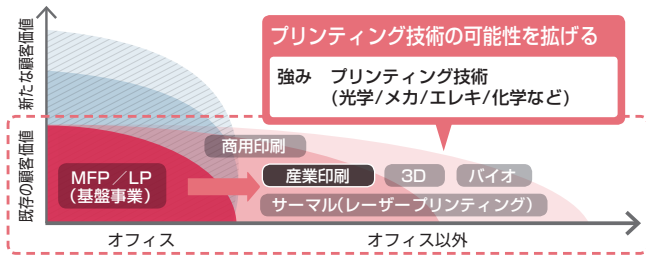 新たな顧客価値
既存の顧客価値
プリンティング技術の可能性を拡げる
強み プリンティング技術
(光学/メカ/エレキ/化学など)
商用印刷
MFP／LP
(基盤事業)
産業印刷
3D
バイオ
サーマル(レーザープリンティング)
オフィス
オフィス以外